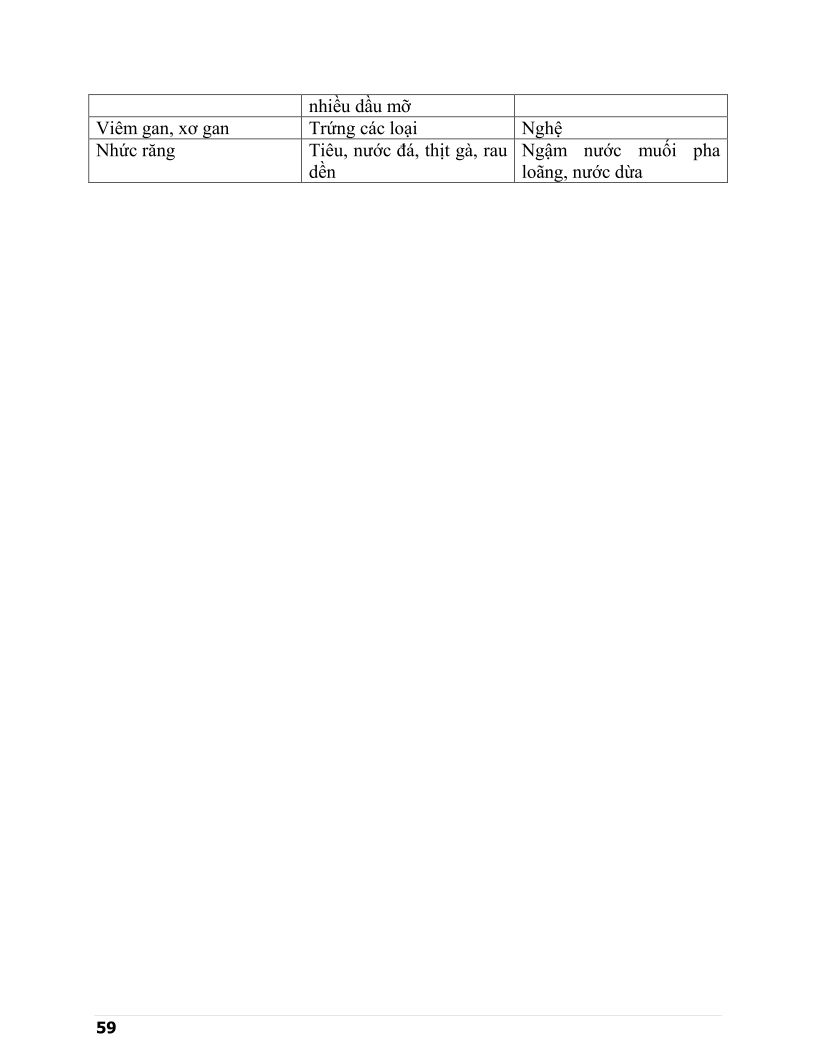 nhiều dầu mỡ
Viêm gan, xơ gan Trứng các loại Nghệ
Nhức răng Tiêu, nước đá, thịt gà, rau Ngậm nước muối pha
dền loãng, nước dừa
59